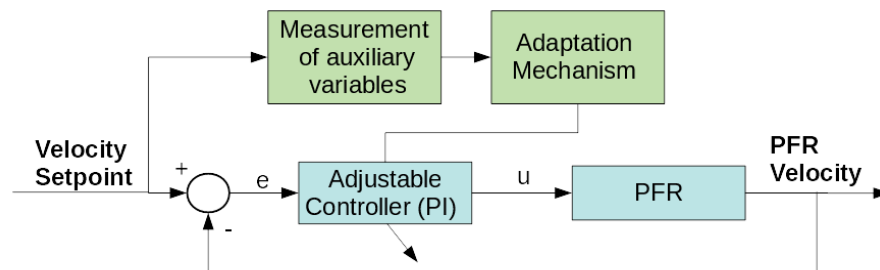 Measurement
of auxiliary
variables
Adaptation
Mechanism
Velocity
Setpoint
+
-
e
Adjustable
Controller (PI)
u
PFR
PFR
Velocity